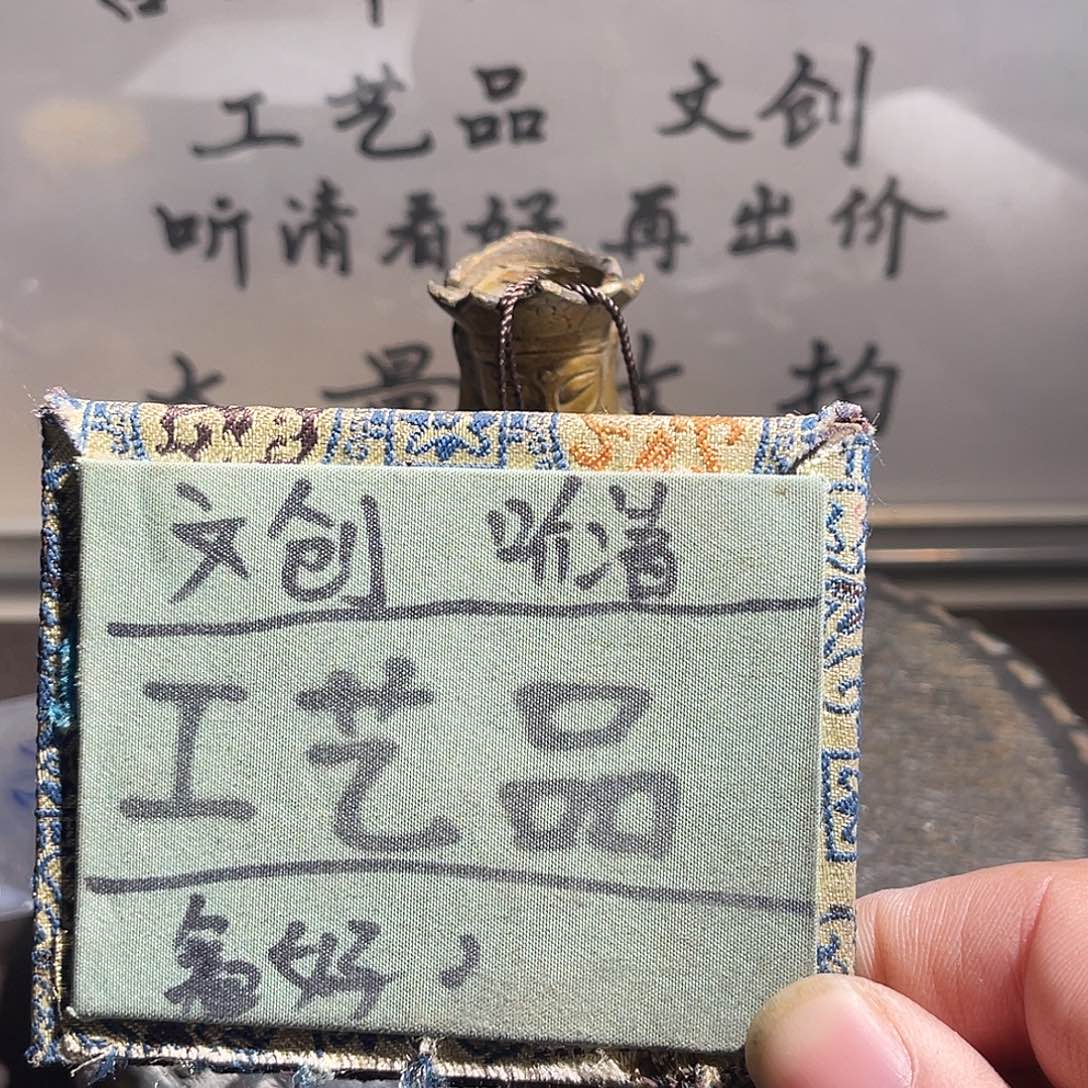 工艺品 文创
听清看好再出价
拍
文创 听清
工艺品
看好